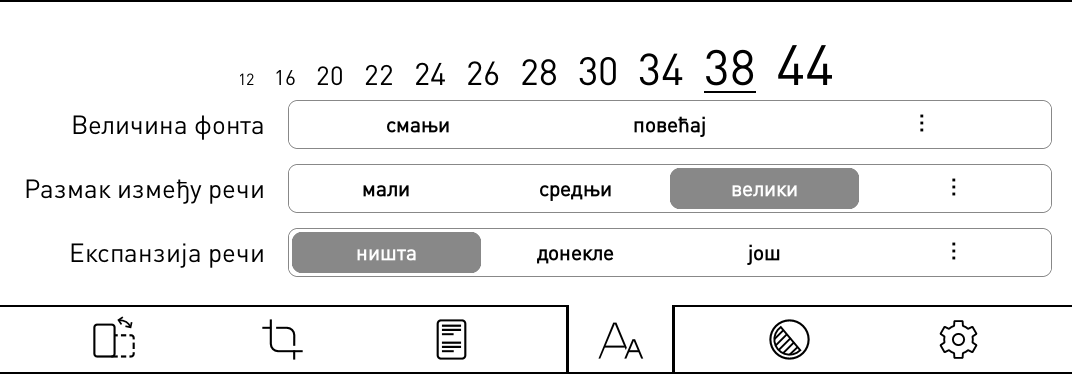 12 16 20 22 24 26 28 30 34 38 44
Величина фонта смањи повећај ⋮
Размак између речи мали средњи велики ⋮
Експанзија речи ништа донекле још ⋮
AA